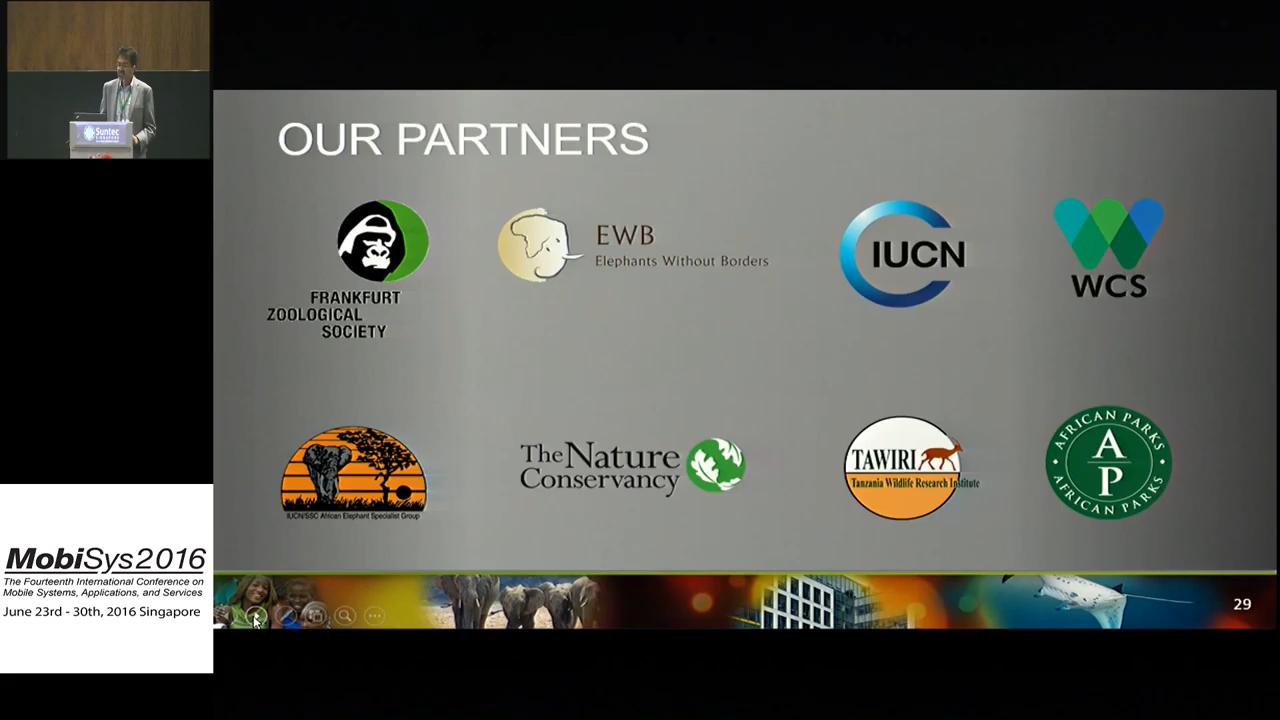 Suntec
SINGAPORE
OUR PARTNERS
FRANKFURT
ZOOLOGICAL
SOCIETY
EWB
Elephants Without Borders
IUCN
WCS
IUCN/SSC African Elephant Specialist Group
The Nature
Conservancy
TAWIRI
Tanzania Wildlife Research Institute
AFRICAN PARKS
A
P
AFRICAN PARKS
MobiSys2016
The Fourteenth International Conference on
Mobile Systems, Applications, and Services
June 23rd - 30th, 2016 Singapore
29